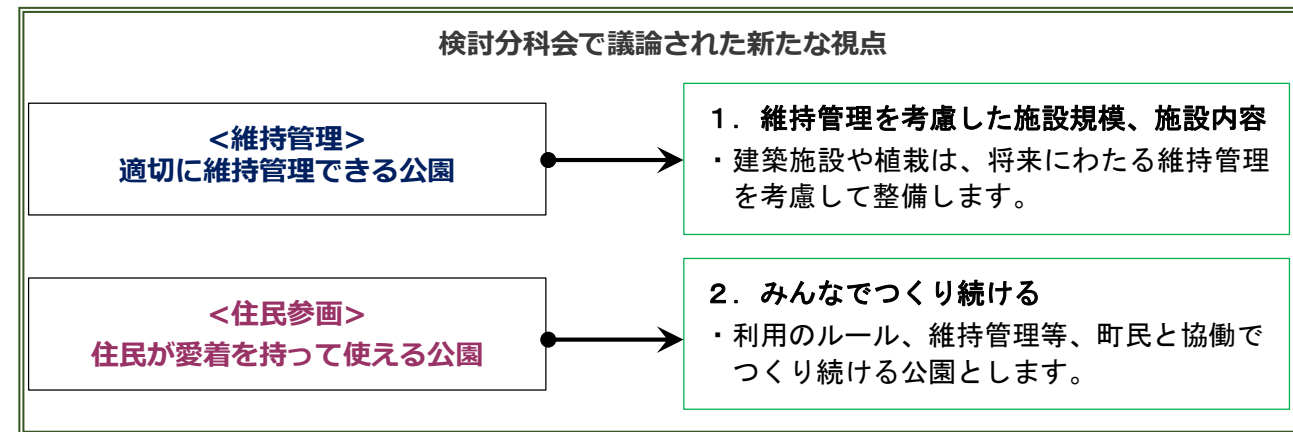 検討分科会で議論された新たな視点
<維持管理>
適切に維持管理できる公園
１．維持管理を考慮した施設規模、施設内容
・建築施設や植栽は、将来にわたる維持管理
を考慮して整備します。
<住民参画>
住民が愛着を持って使える公園
２．みんなでつくり続ける
・利用のルール、維持管理等、町民と協働で
つくり続ける公園とします。